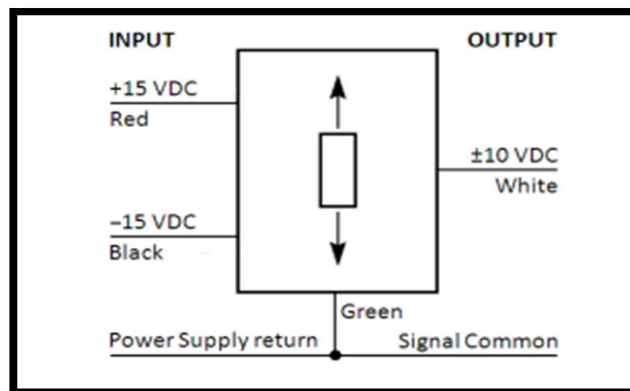 INPUT
OUTPUT
+15 VDC
Red
±10 VDC
White
–15 VDC
Black
Green
Power Supply return
Signal Common